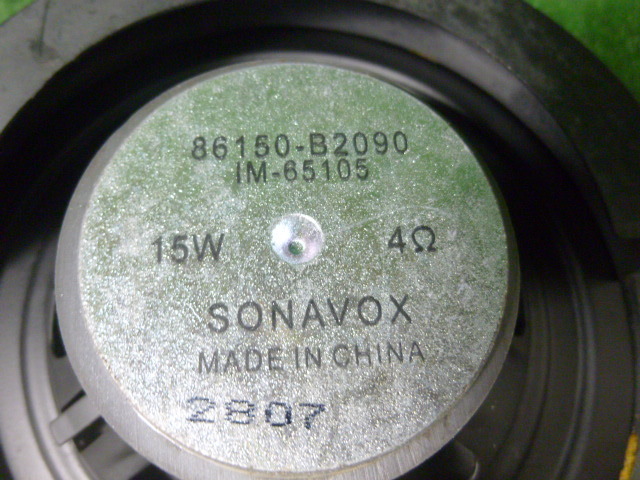 86150-B2090
IM-65105
15W 4Ω
SONAVOX
MADE IN CHINA
2807